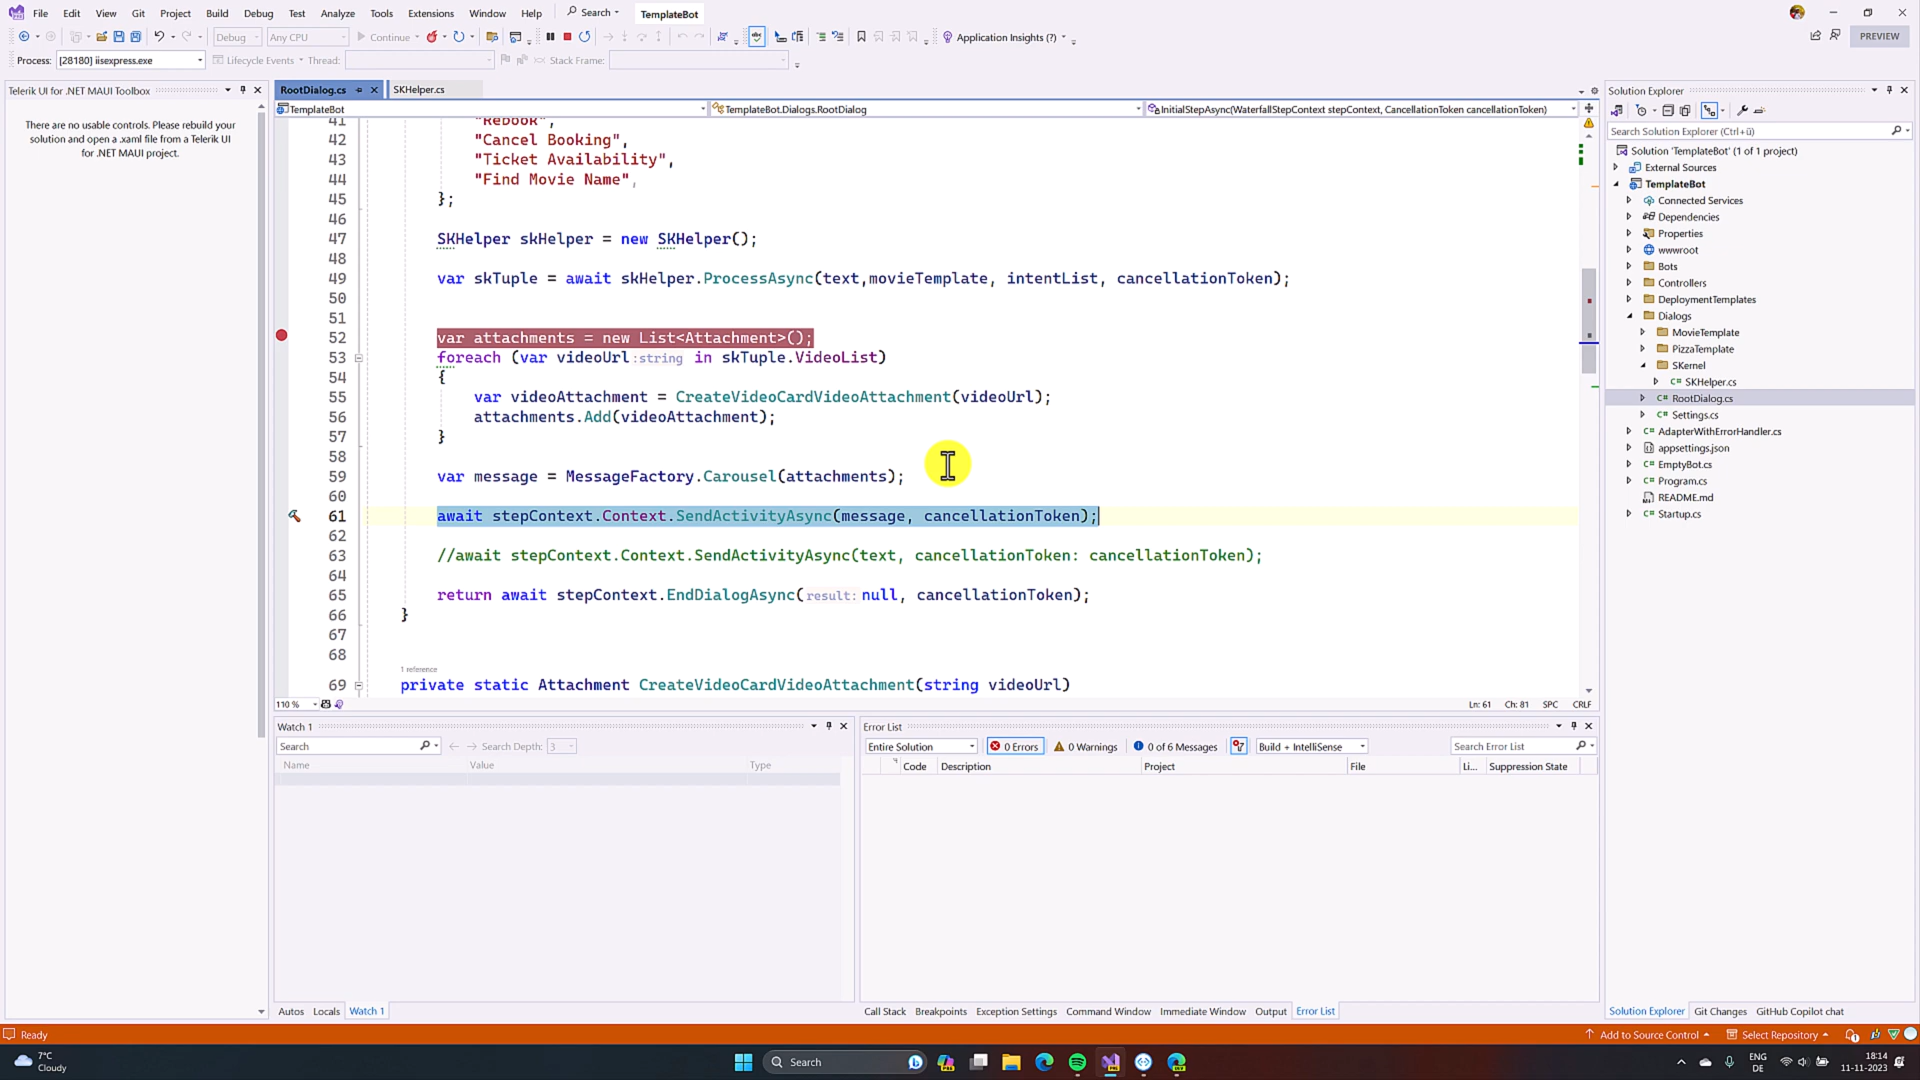 File Edit View Git Project Build Debug Test Analyze Tools Extensions Window Help Search TemplateBot
Debug Any CPU Continue Application Insights (?) PREVIEW
Process: [28180] iisexpress.exe Lifecycle Events Thread: Stack Frame:
Telerik UI for .NET MAUI Toolbox
There are no usable controls. Please rebuild your
solution and open a .xaml file from a Telerik UI
for .NET MAUI project.
RootDialog.cs SKHelper.cs
TemplateBot TemplateBot.Dialogs.RootDialog InitialStepAsync(WaterfallStepContext stepContext, CancellationToken cancellationToken)
41 "Rebook",
42 "Cancel Booking",
43 "Ticket Availability",
44 "Find Movie Name",
45 };
46
47 SKHelper skHelper = new SKHelper();
48
49 var skTuple = await skHelper.ProcessAsync(text,movieTemplate, intentList, cancellationToken);
50
51
52 var attachments = new List<Attachment>();
53 foreach (var videoUrl:string in skTuple.VideoList)
54 {
55 var videoAttachment = CreateVideoCardVideoAttachment(videoUrl);
56 attachments.Add(videoAttachment);
57 }
58
59 var message = MessageFactory.Carousel(attachments);
60
61 await stepContext.Context.SendActivityAsync(message, cancellationToken);
62
63 //await stepContext.Context.SendActivityAsync(text, cancellationToken: cancellationToken);
64
65 return await stepContext.EndDialogAsync(result: null, cancellationToken);
66 }
67
68
1 reference
69 private static Attachment CreateVideoCardVideoAttachment(string videoUrl)
110 % Ln: 61 Ch: 81 SPC CRLF
Watch 1
Search Search Depth: 3
Name Value Type
Autos Locals Watch 1
Error List
Entire Solution 0 Errors 0 Warnings 0 of 6 Messages Build + IntelliSense Search Error List
Code Description Project File Li... Suppression State
Call Stack Breakpoints Exception Settings Command Window Immediate Window Output Error List
Solution Explorer
Search Solution Explorer (Ctrl+ü)
Solution 'TemplateBot' (1 of 1 project)
External Sources
TemplateBot
Connected Services
Dependencies
Properties
wwwroot
Bots
Controllers
DeploymentTemplates
Dialogs
MovieTemplate
PizzaTemplate
SKernel
C# SKHelper.cs
C# RootDialog.cs
C# Settings.cs
C# AdapterWithErrorHandler.cs
appsettings.json
C# EmptyBot.cs
C# Program.cs
README.md
C# Startup.cs
Solution Explorer Git Changes GitHub Copilot chat
Ready Add to Source Control Select Repository
7°C
Cloudy
Search
ENG
DE
18:14
11-11-2023